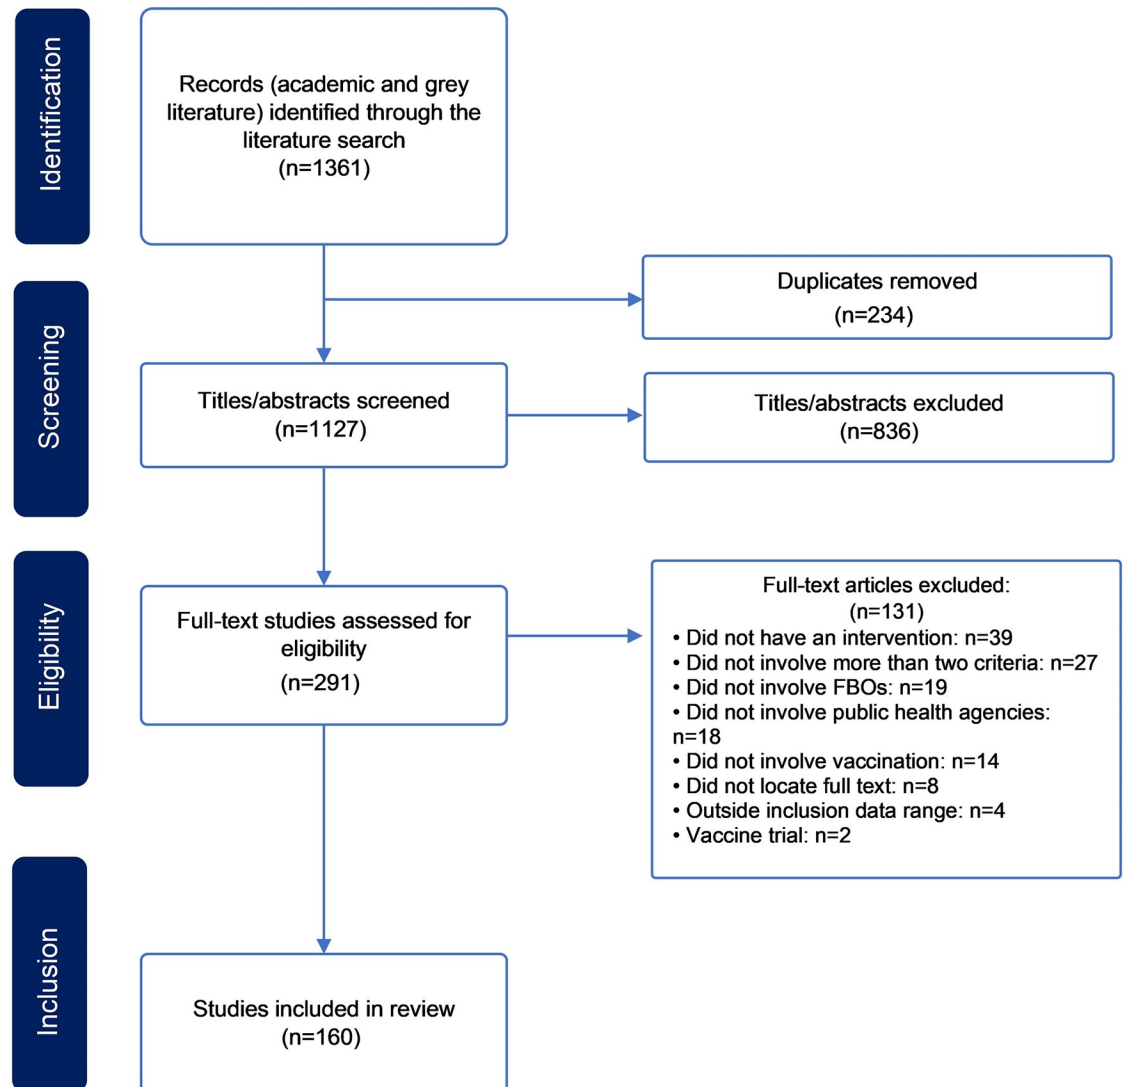 Identification
Records (academic and grey
literature) identified through the
literature search
(n=1361)
Duplicates removed
(n=234)
Screening
Titles/abstracts screened
(n=1127)
Titles/abstracts excluded
(n=836)
Eligibility
Full-text studies assessed for
eligibility
(n=291)
Full-text articles excluded:
(n=131)
• Did not have an intervention: n=39
• Did not involve more than two criteria: n=27
• Did not involve FBOs: n=19
• Did not involve public health agencies:
n=18
• Did not involve vaccination: n=14
• Did not locate full text: n=8
• Outside inclusion data range: n=4
• Vaccine trial: n=2
Inclusion
Studies included in review
(n=160)